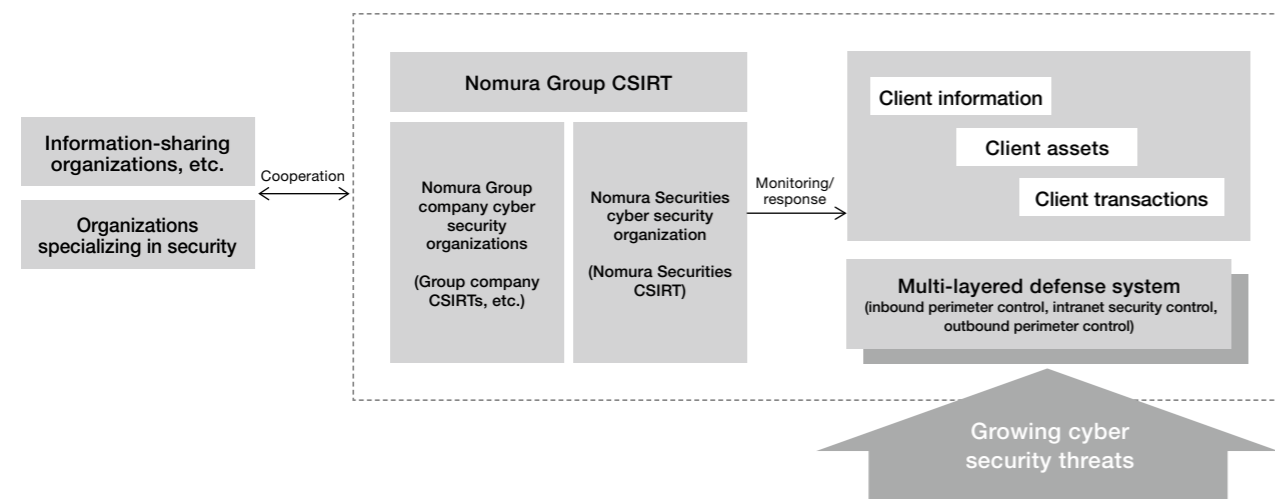 Information-sharing
organizations, etc.
Organizations
specializing in security
Cooperation
Nomura Group CSIRT
Nomura Group
company cyber
security
organizations
(Group company
CSIRTs, etc.)
Nomura Securities
cyber security
organization
(Nomura Securities
CSIRT)
Monitoring/
response
Client information
Client assets
Client transactions
Multi-layered defense system
(inbound perimeter control, intranet security control,
outbound perimeter control)
Growing cyber
security threats